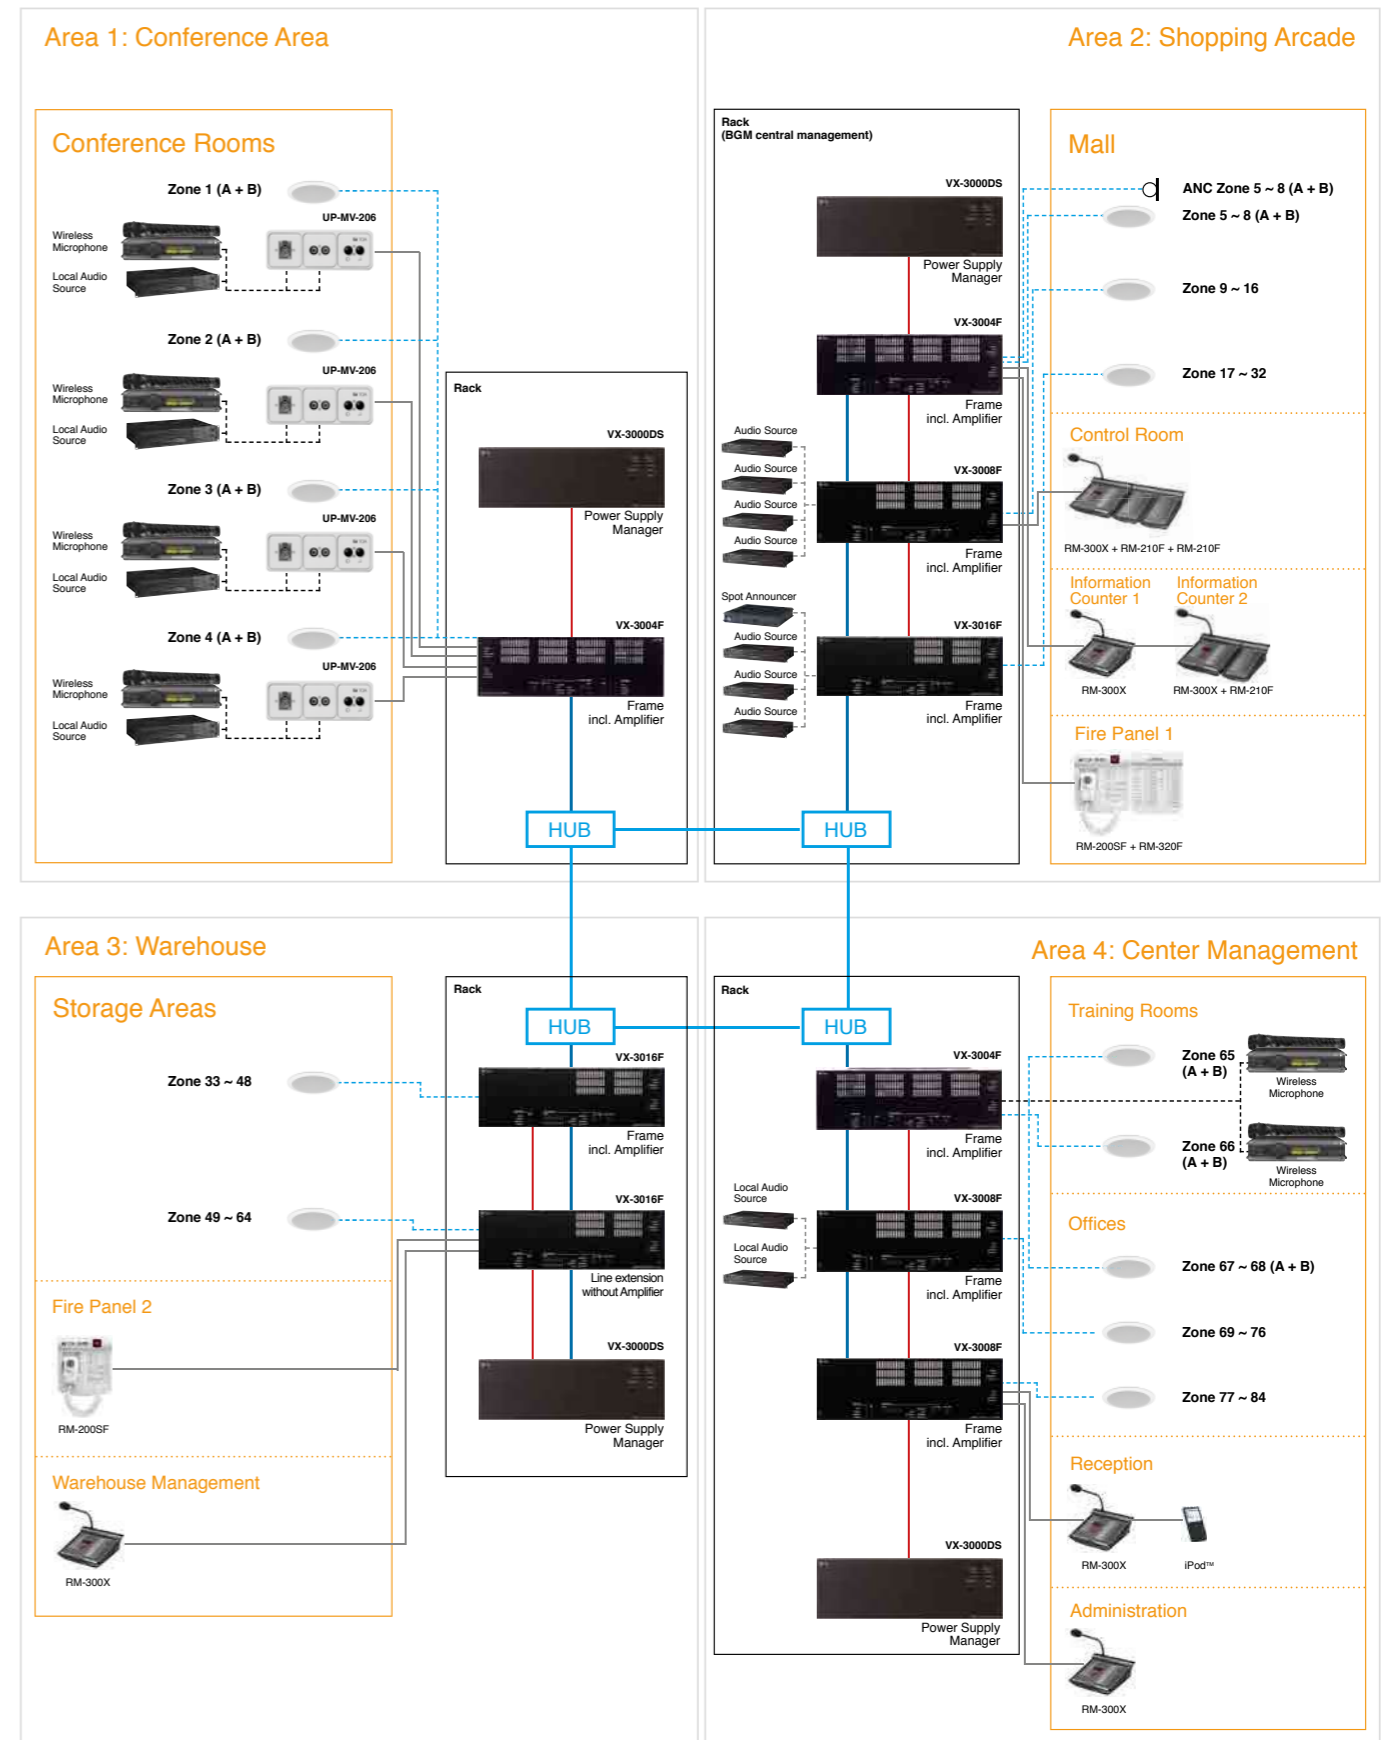 Area 1: Conference Area
Conference Rooms
Zone 1 (A + B)
UP-MV-206
Wireless
Microphone
Local Audio
Source
Zone 2 (A + B)
UP-MV-206
Wireless
Microphone
Local Audio
Source
Zone 3 (A + B)
UP-MV-206
Wireless
Microphone
Local Audio
Source
Zone 4 (A + B)
UP-MV-206
Wireless
Microphone
Local Audio
Source
Rack
VX-3000DS
Power Supply
Manager
VX-3004F
Frame
incl. Amplifier
HUB
Area 2: Shopping Arcade
Rack
(BGM central management)
VX-3000DS
Power Supply
Manager
VX-3004F
Frame
incl. Amplifier
Audio Source
Audio Source
Audio Source
Audio Source
VX-3008F
Frame
incl. Amplifier
Spot Announcer
Audio Source
Audio Source
Audio Source
VX-3016F
Frame
incl. Amplifier
HUB
Mall
ANC Zone 5 ~ 8 (A + B)
Zone 5 ~ 8 (A + B)
Zone 9 ~ 16
Zone 17 ~ 32
Control Room
RM-300X + RM-210F + RM-210F
Information
Counter 1
Information
Counter 2
RM-300X
RM-300X + RM-210F
Fire Panel 1
RM-200SF + RM-320F
Area 3: Warehouse
Storage Areas
Zone 33 ~ 48
Zone 49 ~ 64
Fire Panel 2
RM-200SF
Warehouse Management
RM-300X
Rack
HUB
VX-3016F
Frame
incl. Amplifier
VX-3016F
Line extension
without Amplifier
VX-3000DS
Power Supply
Manager
Area 4: Center Management
Rack
HUB
VX-3004F
Frame
incl. Amplifier
Local Audio
Source
Local Audio
Source
VX-3008F
Frame
incl. Amplifier
VX-3008F
Frame
incl. Amplifier
VX-3000DS
Power Supply
Manager
Training Rooms
Zone 65
(A + B)
Wireless
Microphone
Zone 66
(A + B)
Wireless
Microphone
Offices
Zone 67 ~ 68 (A + B)
Zone 69 ~ 76
Zone 77 ~ 84
Reception
RM-300X
iPod™
Administration
RM-300X